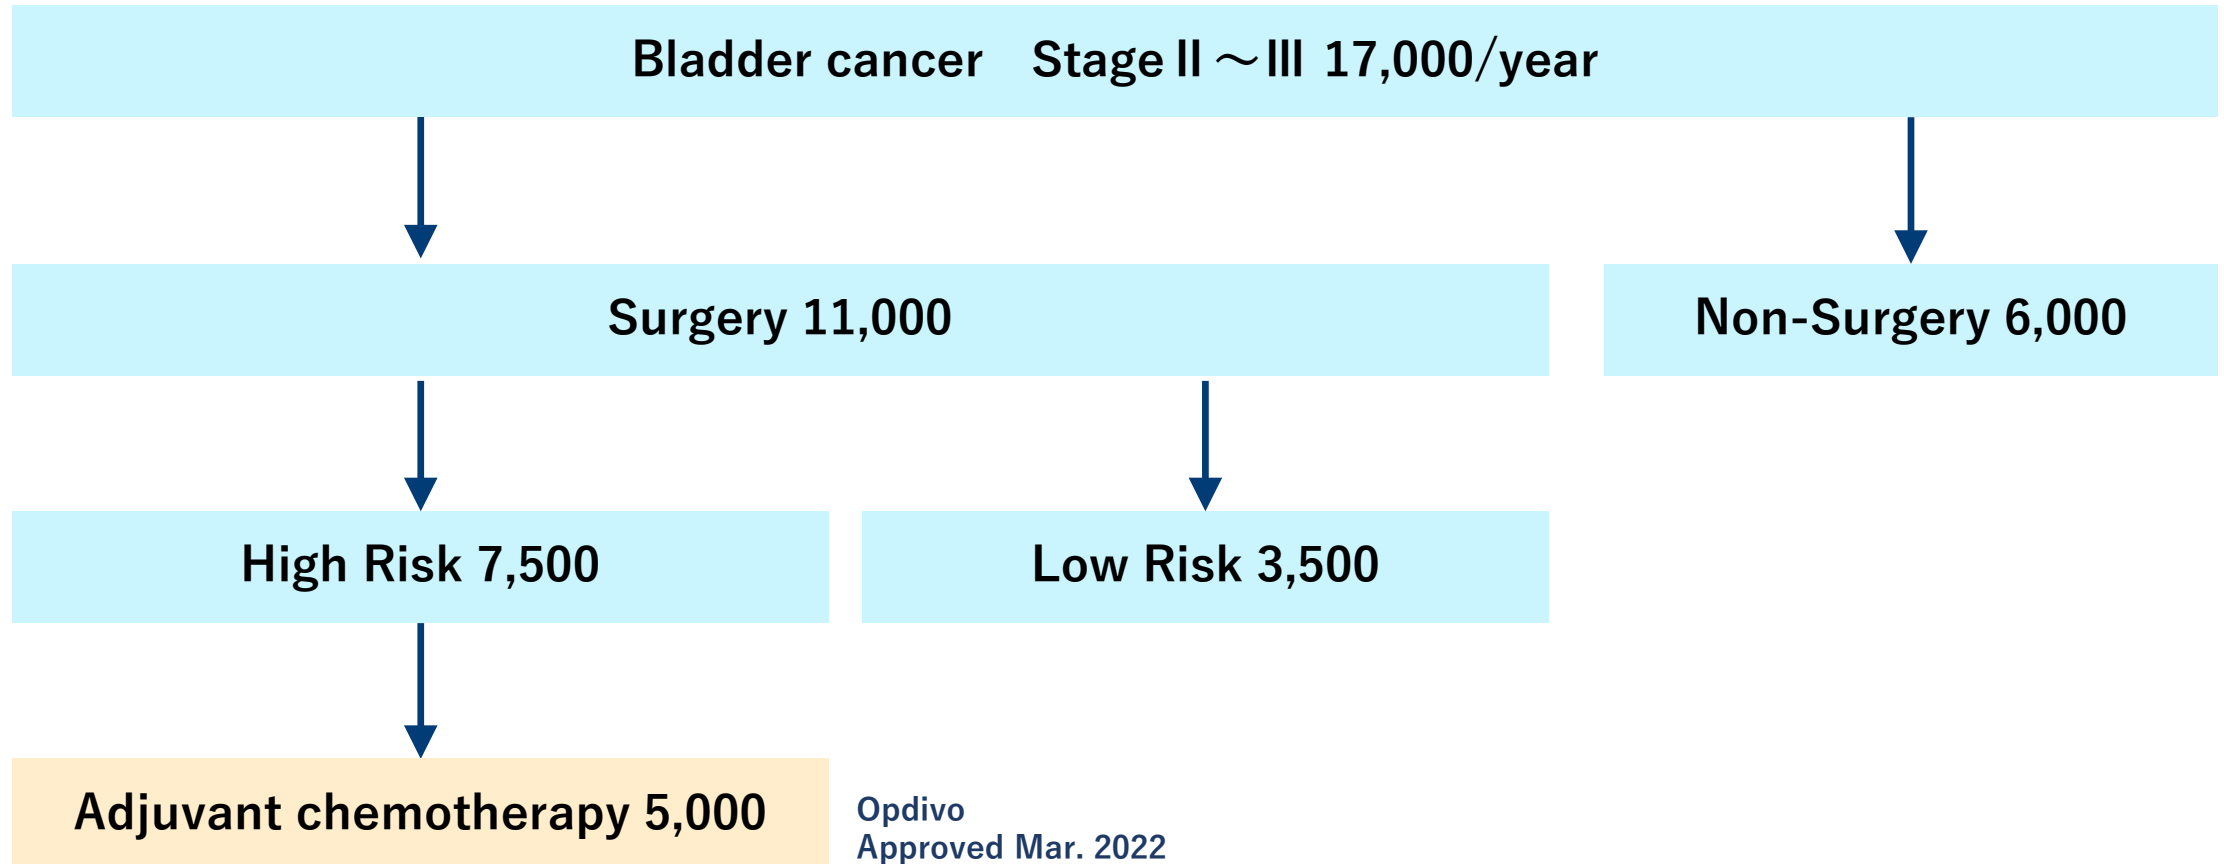 Bladder cancer　Stage Ⅱ ～Ⅲ 17,000/year
Surgery 11,000
Non-Surgery 6,000
High Risk 7,500
Low Risk 3,500
Adjuvant chemotherapy 5,000
Opdivo
Approved Mar. 2022